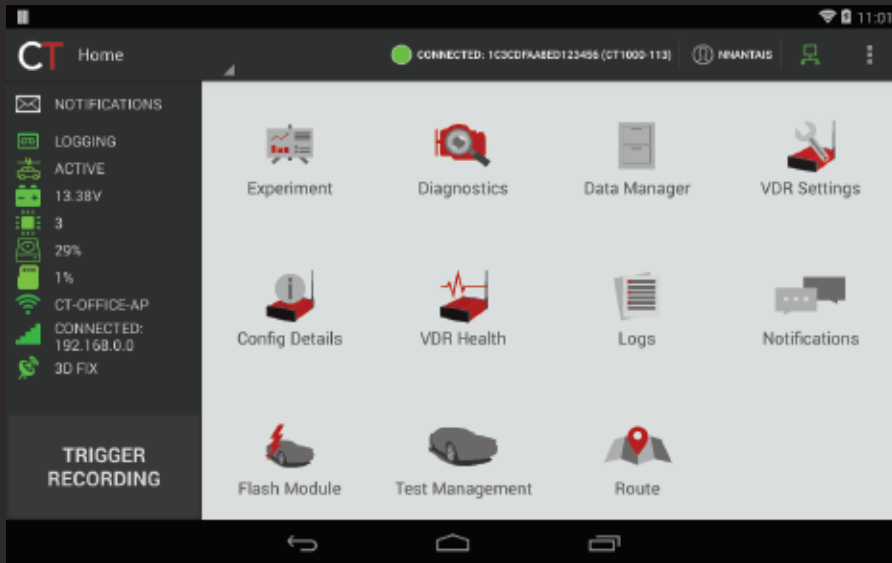 11:01
CT Home
CONNECTED: 1C3CDFAA8ED123456 (CT1000-113)
NNANTAIS
NOTIFICATIONS
LOGGING
ACTIVE
13.38V
3
29%
1%
CT-OFFICE-AP
CONNECTED:
192.168.0.0
3D FIX
TRIGGER
RECORDING
Experiment
Diagnostics
Data Manager
VDR Settings
Config Details
VDR Health
Logs
Notifications
Flash Module
Test Management
Route